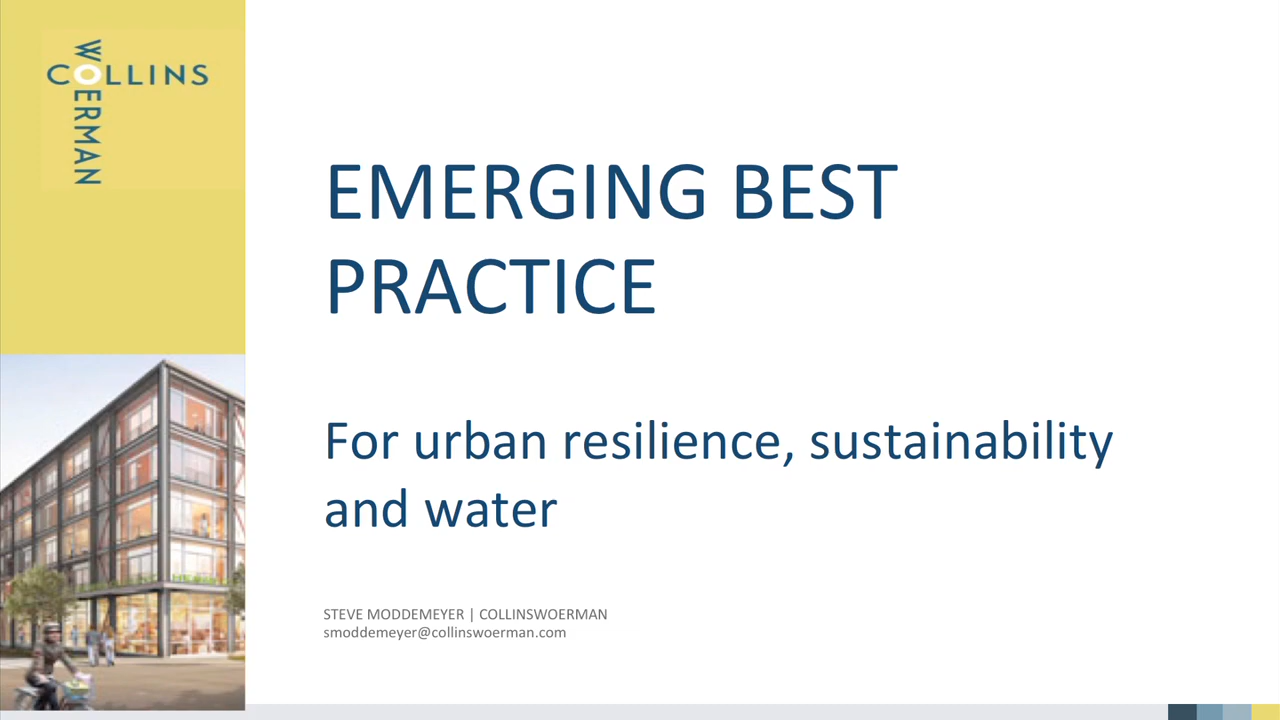 COLLINS
WOERMAN
EMERGING BEST
PRACTICE
For urban resilience, sustainability
and water
STEVE MODDEMEYER | COLLINSWOERMAN
smoddemeyer@collinswoerman.com